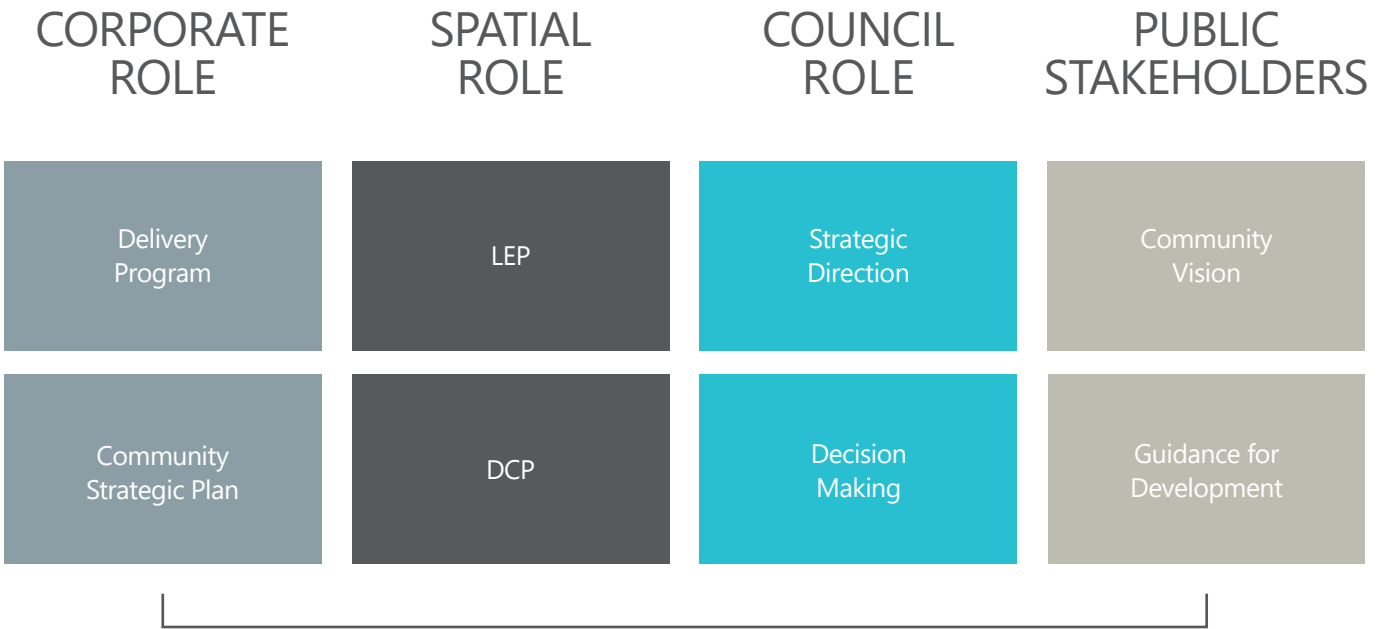 CORPORATE
ROLE
SPATIAL
ROLE
COUNCIL
ROLE
PUBLIC
STAKEHOLDERS
Delivery
Program
LEP
Strategic
Direction
Community
Vision
Community
Strategic Plan
DCP
Decision
Making
Guidance for
Development